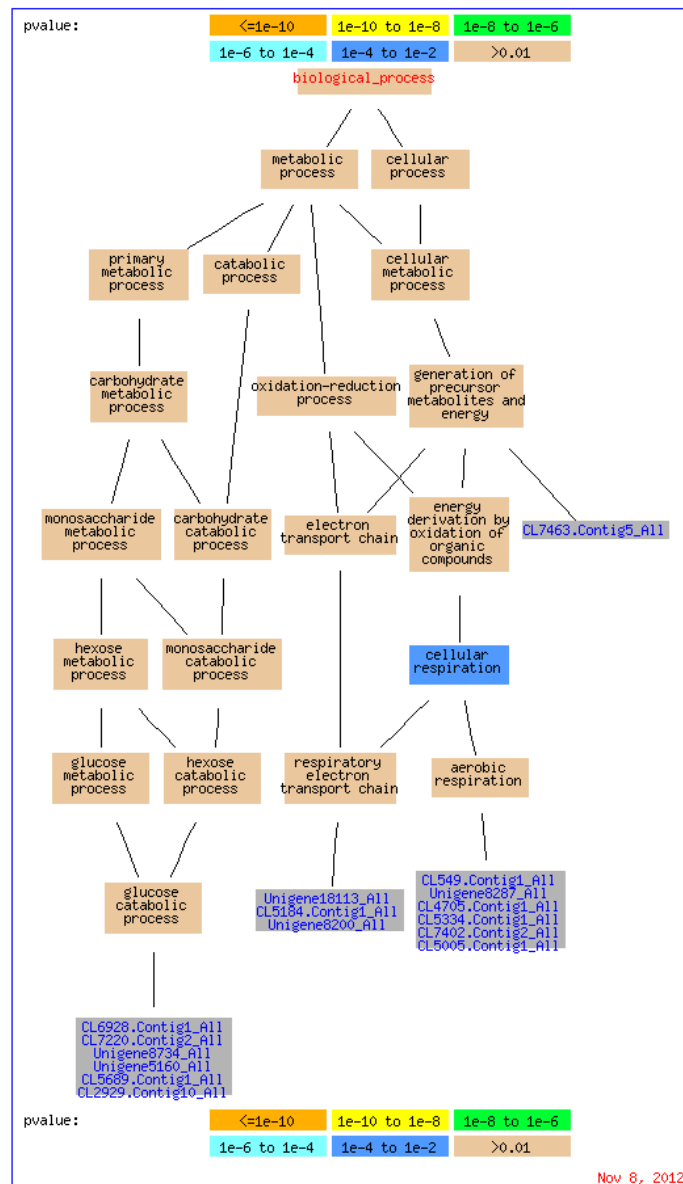 pvalue:
<=1e-10
1e-10 to 1e-8
1e-8 to 1e-6
1e-6 to 1e-4
1e-4 to 1e-2
>0.01
biological_process
metabolic
process
cellular
process
primary
metabolic
process
catabolic
process
cellular
metabolic
process
carbohydrate
metabolic
process
oxidation-reduction
process
generation of
precursor
metabolites and
energy
monosaccharide
metabolic
process
carbohydrate
catabolic
process
electron
transport chain
energy
derivation by
oxidation of
organic
compounds
CL7463.Contig5_All
hexose
metabolic
process
monosaccharide
catabolic
process
cellular
respiration
glucose
metabolic
process
hexose
catabolic
process
respiratory
electron
transport chain
aerobic
respiration
glucose
catabolic
process
Unigene18113_All
CL5184.Contig1_All
Unigene8200_All
CL549.Contig1_All
Unigene8287_All
CL4705.Contig1_All
CL5334.Contig1_All
CL7402.Contig2_All
CL5005.Contig1_All
CL6928.Contig1_All
CL7220.Contig2_All
Unigene8734_All
Unigene5160_All
CL5689.Contig1_All
CL2929.Contig10_All
pvalue:
<=1e-10
1e-10 to 1e-8
1e-8 to 1e-6
1e-6 to 1e-4
1e-4 to 1e-2
>0.01
Nov 8, 2012